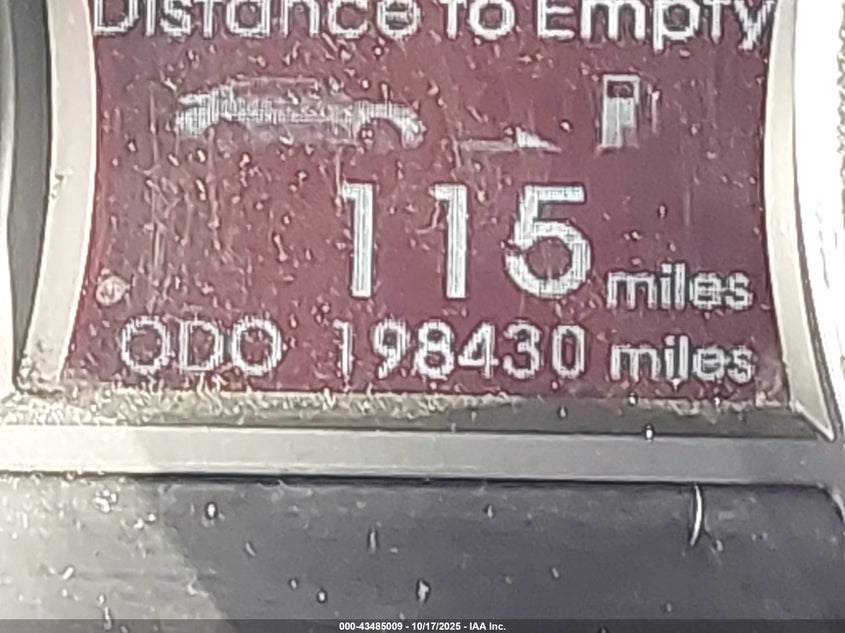 Distance to Empty
115 miles
ODO 198430 miles
000-43485009 - 10/17/2025 - IAA Inc.